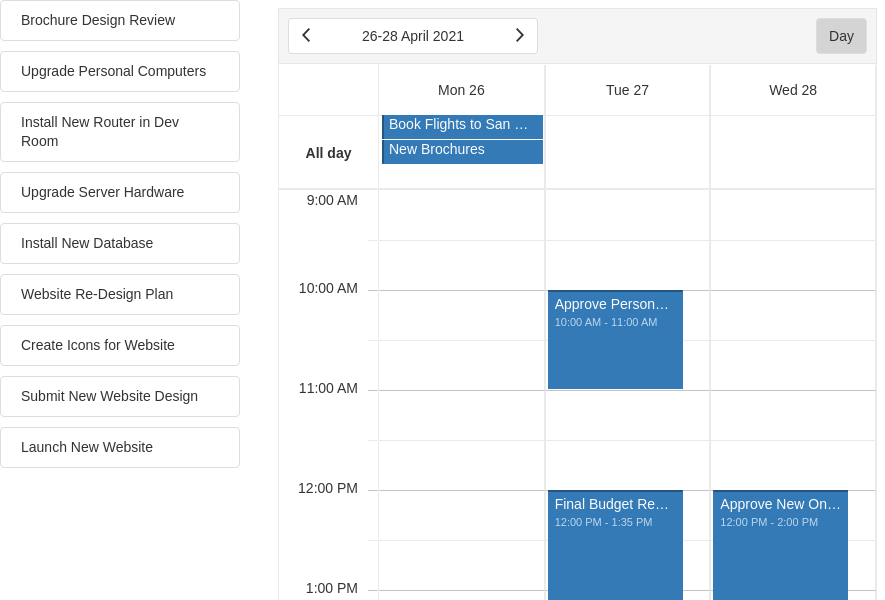 Brochure Design Review
Upgrade Personal Computers
Install New Router in Dev
Room
Upgrade Server Hardware
Install New Database
Website Re-Design Plan
Create Icons for Website
Submit New Website Design
Launch New Website
26-28 April 2021
Day
Mon 26
Tue 27
Wed 28
All day
Book Flights to San …
New Brochures
9:00 AM
10:00 AM
11:00 AM
12:00 PM
1:00 PM
Approve Person…
10:00 AM - 11:00 AM
Final Budget Re…
12:00 PM - 1:35 PM
Approve New On…
12:00 PM - 2:00 PM